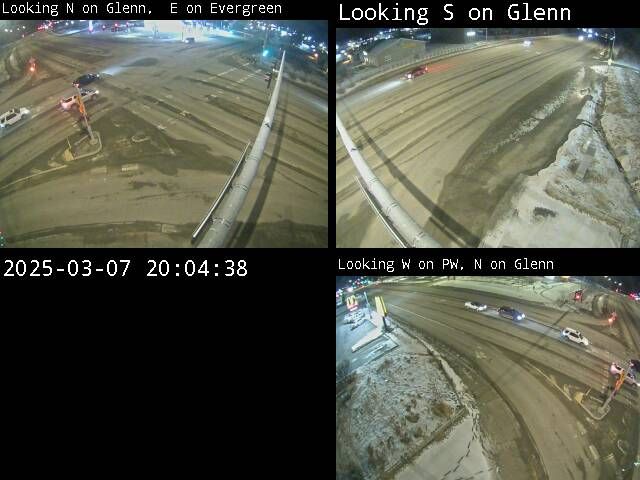 Looking N on Glenn,  E on Evergreen
Looking S on Glenn
2025-03-07 20:04:38
Looking W on PW, N on Glenn